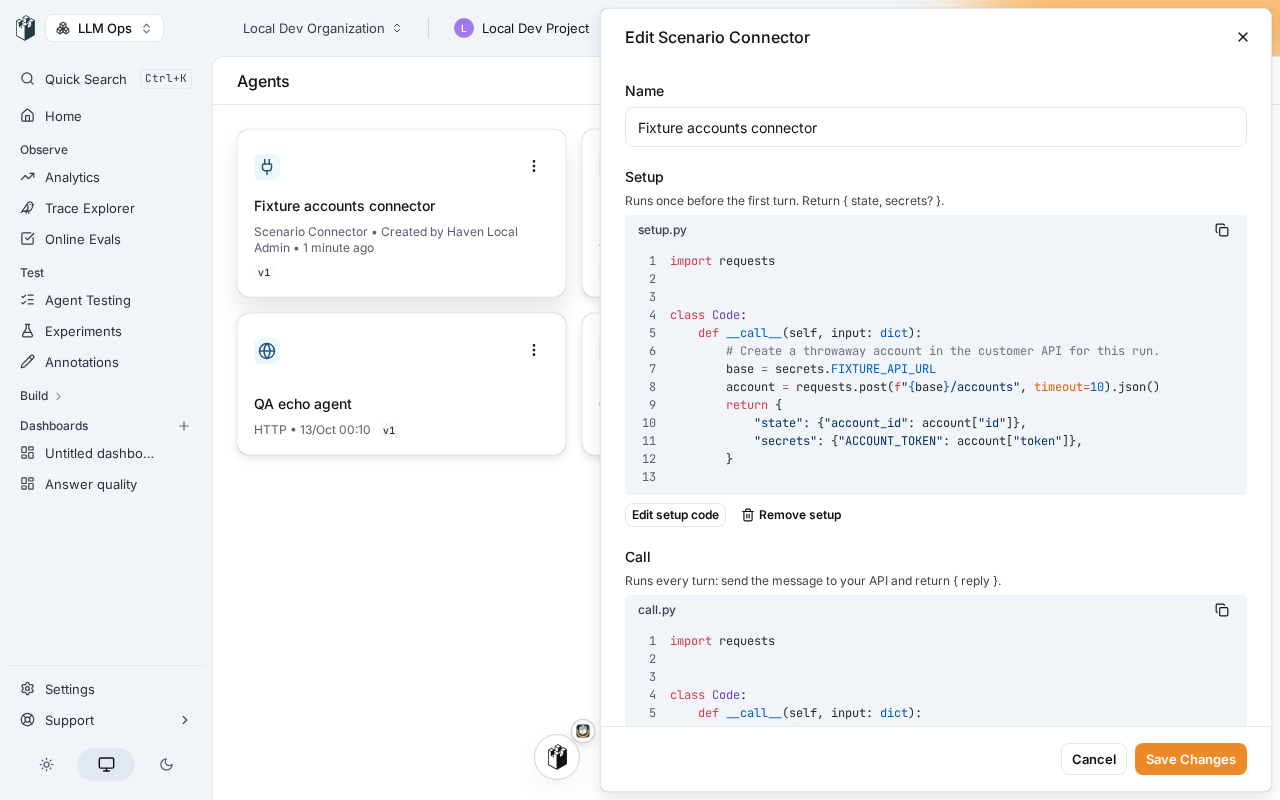 LLM Ops
Local Dev Organization
L
Local Dev Project
Quick Search
Ctrl+K
Home
Observe
Analytics
Trace Explorer
Online Evals
Test
Agent Testing
Experiments
Annotations
Build
Dashboards
Untitled dashbo...
Answer quality
Settings
Support
Agents
Fixture accounts connector
Scenario Connector • Created by Haven Local
Admin • 1 minute ago
v1
QA echo agent
HTTP • 13/Oct 00:10 v1
Edit Scenario Connector
Name
Fixture accounts connector
Setup
Runs once before the first turn. Return { state, secrets? }.
setup.py
1 import requests
2
3
4 class Code:
5     def __call__(self, input: dict):
6         # Create a throwaway account in the customer API for this run.
7         base = secrets.FIXTURE_API_URL
8         account = requests.post(f"{base}/accounts", timeout=10).json()
9         return {
10             "state": {"account_id": account["id"]},
11             "secrets": {"ACCOUNT_TOKEN": account["token"]},
12         }
13
Edit setup code
Remove setup
Call
Runs every turn: send the message to your API and return { reply }.
call.py
1 import requests
2
3
4 class Code:
5     def __call__(self, input: dict):
Cancel
Save Changes